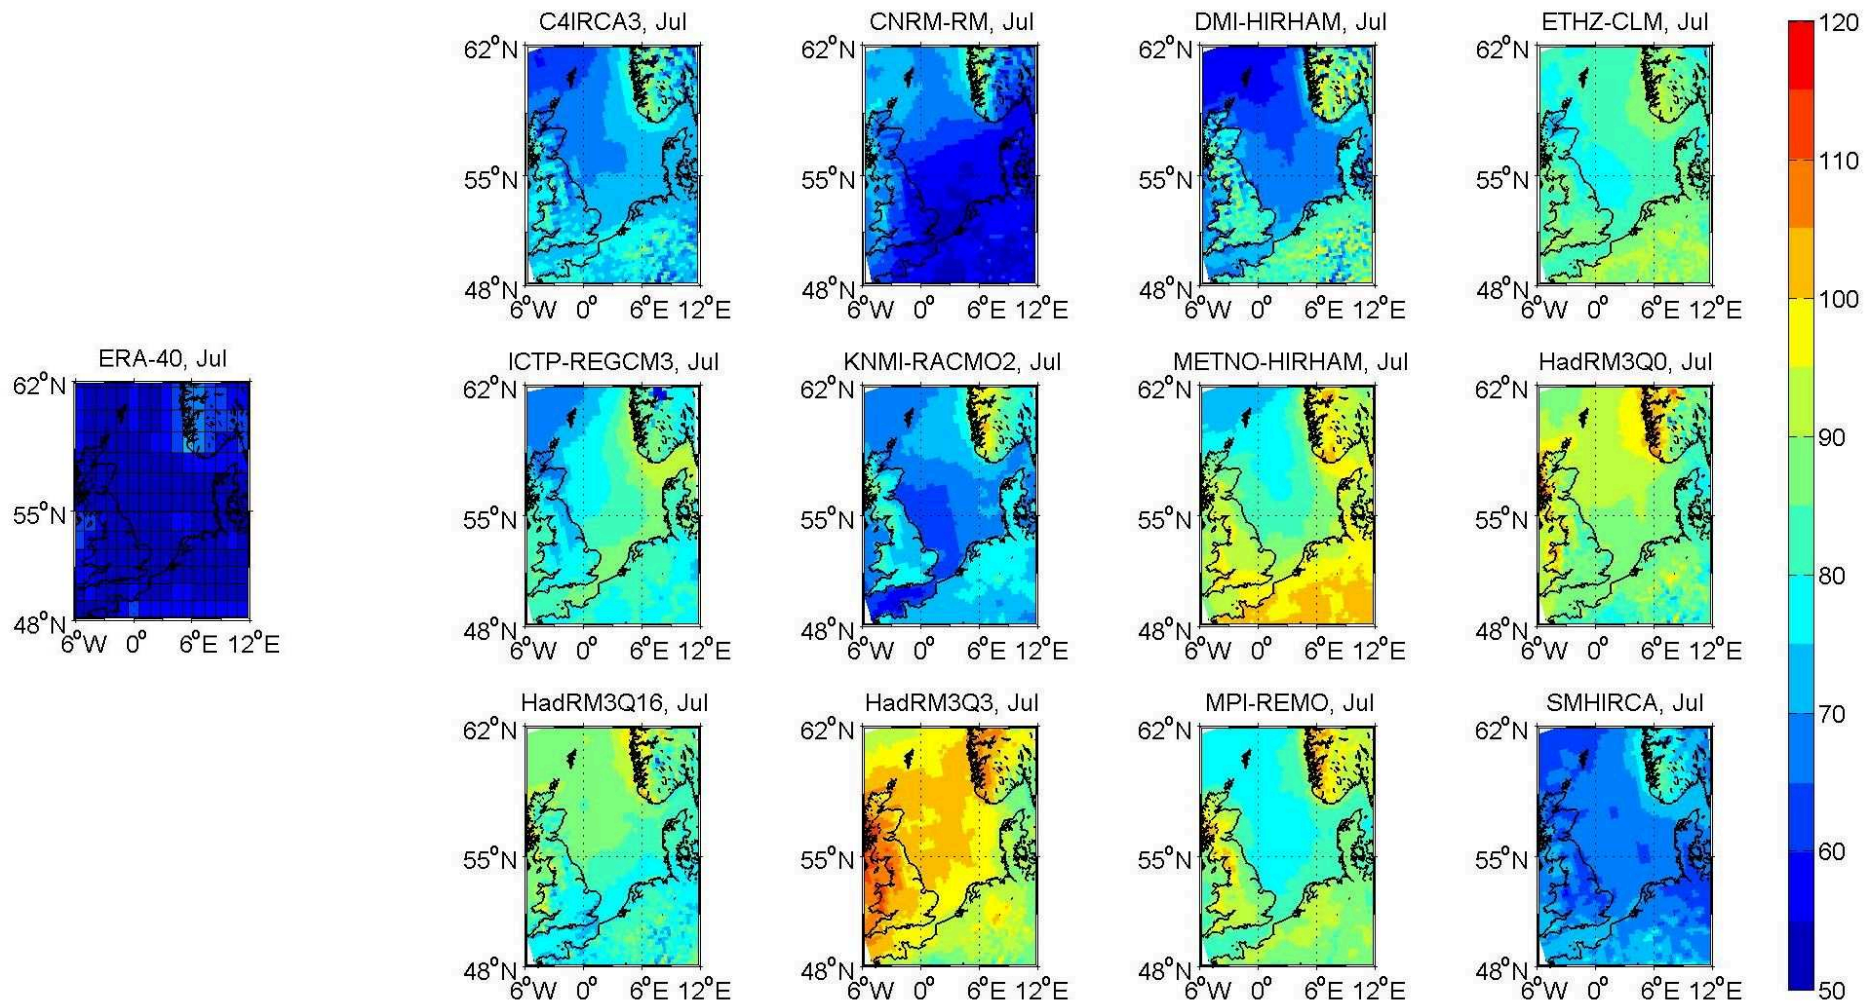 C4IRCA3, Jul
CNRM-RM, Jul
DMI-HIRHAM, Jul
ETHZ-CLM, Jul
62°N
55°N
48°N
6°W 0° 6°E 12°E
62°N
55°N
48°N
6°W 0° 6°E 12°E
62°N
55°N
48°N
6°W 0° 6°E 12°E
62°N
55°N
48°N
6°W 0° 6°E 12°E
ERA-40, Jul
62°N
55°N
48°N
6°W 0° 6°E 12°E
ICTP-REGCM3, Jul
KNMI-RACMO2, Jul
METNO-HIRHAM, Jul
HadRM3Q0, Jul
62°N
55°N
48°N
6°W 0° 6°E 12°E
62°N
55°N
48°N
6°W 0° 6°E 12°E
62°N
55°N
48°N
6°W 0° 6°E 12°E
62°N
55°N
48°N
6°W 0° 6°E 12°E
HadRM3Q16, Jul
HadRM3Q3, Jul
MPI-REMO, Jul
SMHIRCA, Jul
62°N
55°N
48°N
6°W 0° 6°E 12°E
62°N
55°N
48°N
6°W 0° 6°E 12°E
62°N
55°N
48°N
6°W 0° 6°E 12°E
62°N
55°N
48°N
6°W 0° 6°E 12°E
120
110
100
90
80
70
60
50